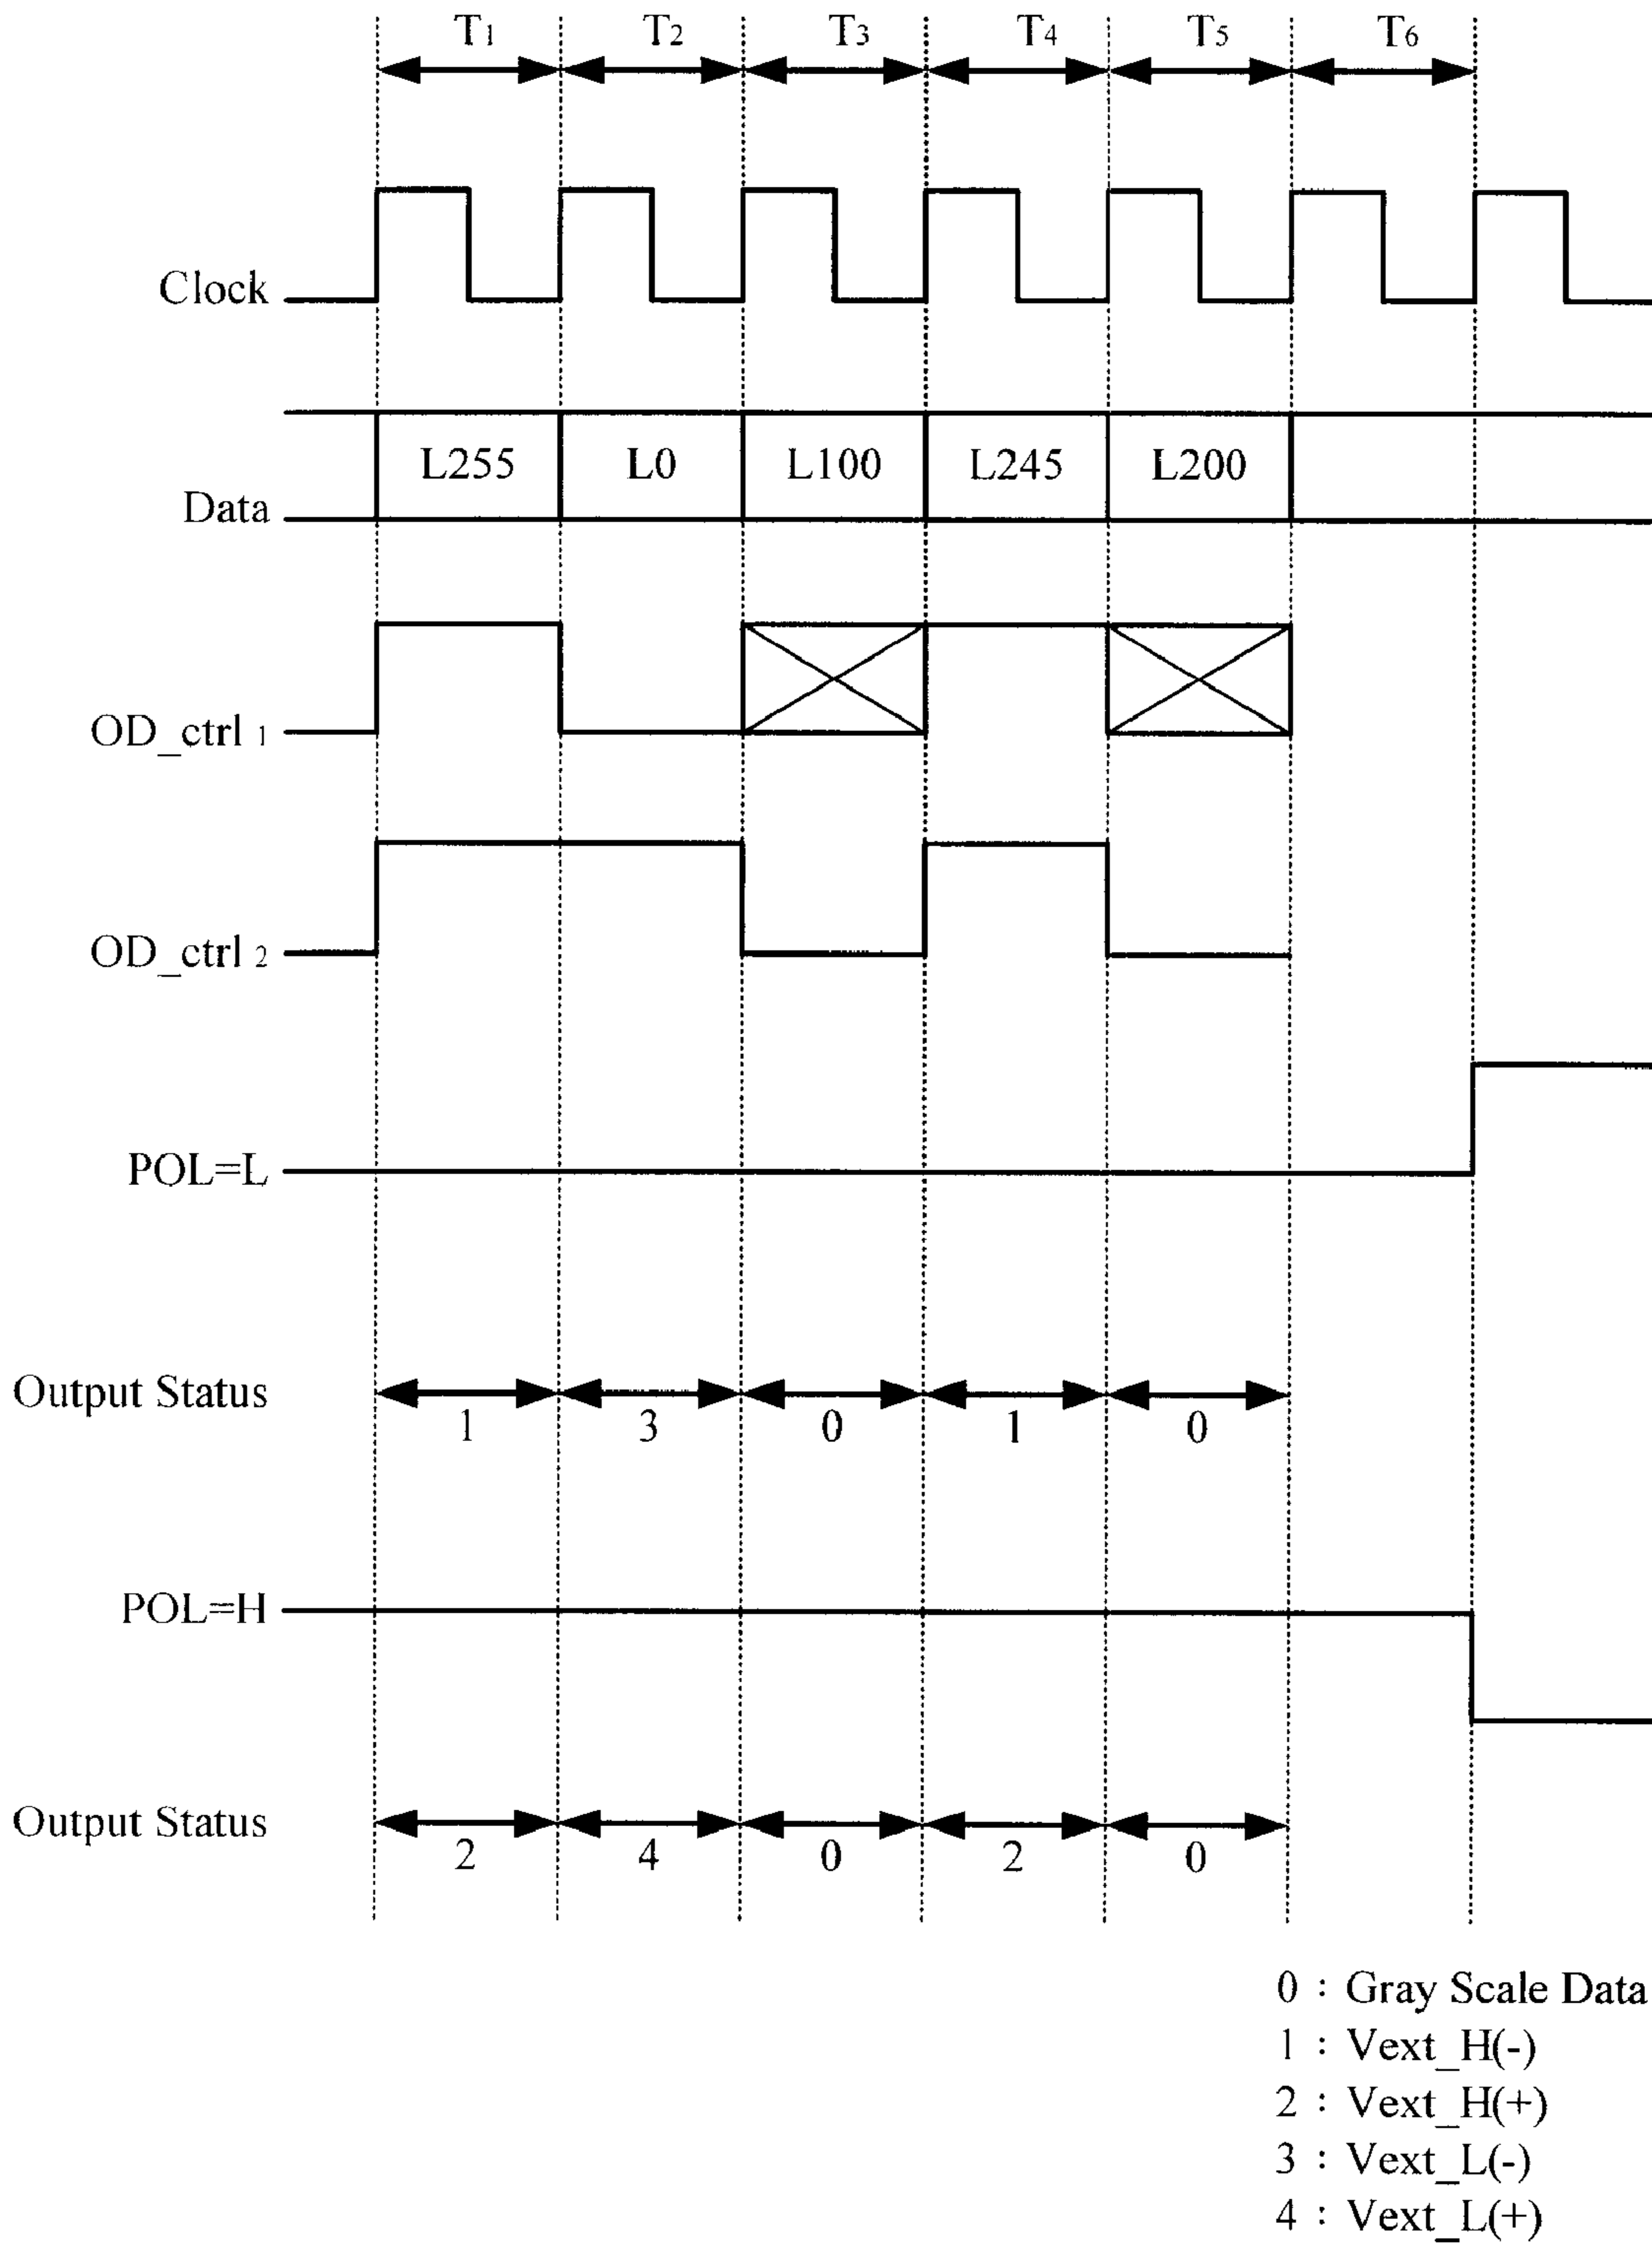 T1 T2 T3 T4 T5 T6
Clock
L255 L0 L100 L245 L200
Data
OD_ctrl 1
OD_ctrl 2
POL=L
Output Status
1 3 0 1 0
POL=H
Output Status
2 4 0 2 0
0 : Gray Scale Data
1 : Vext_H(-)
2 : Vext_H(+)
3 : Vext_L(-)
4 : Vext_L(+)